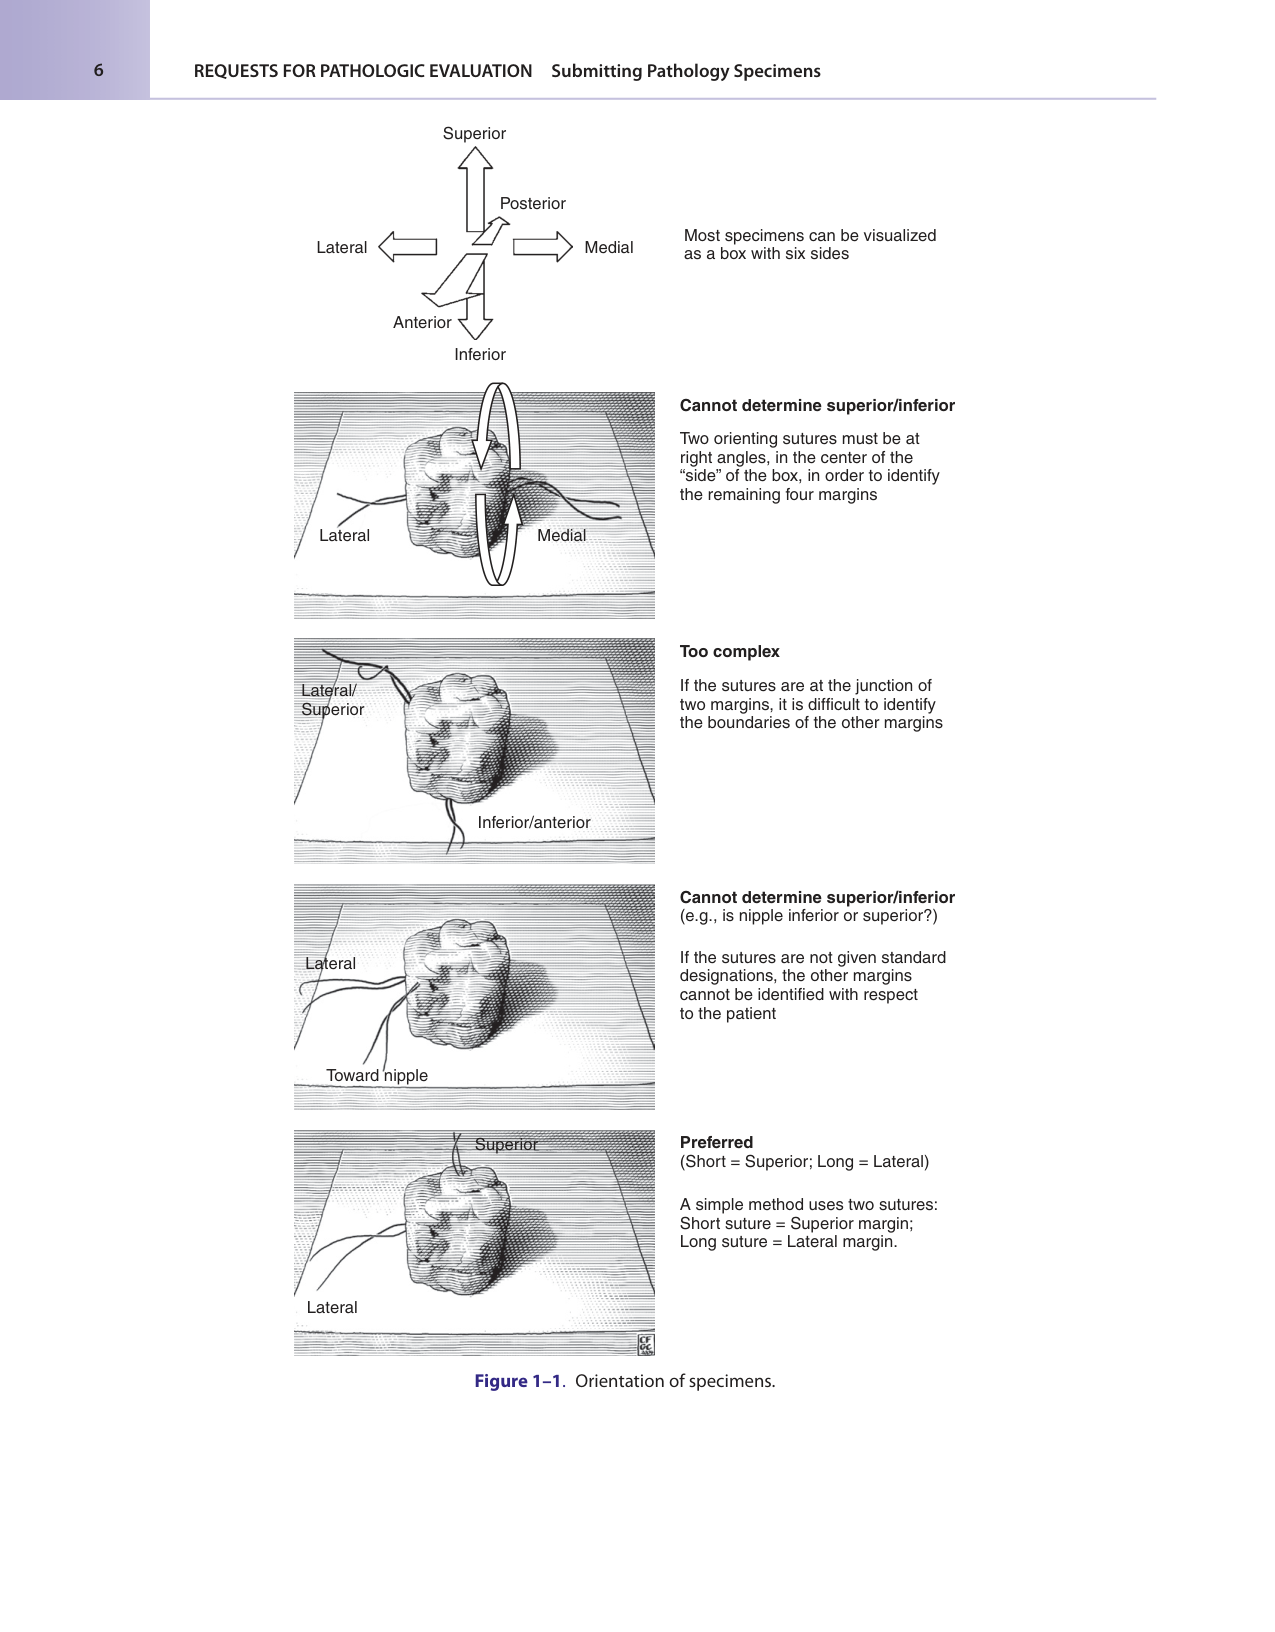 6
REQUESTS FOR PATHOLOGIC EVALUATION Submitting Pathology Specimens
Superior
Posterior
Lateral
Medial
Anterior
Inferior
Most specimens can be visualized
as a box with six sides
Lateral
Medial
Cannot determine superior/inferior
Two orienting sutures must be at
right angles, in the center of the
“side” of the box, in order to identify
the remaining four margins
Lateral/
Superior
Inferior/anterior
Too complex
If the sutures are at the junction of
two margins, it is difficult to identify
the boundaries of the other margins
Lateral
Toward nipple
Cannot determine superior/inferior
(e.g., is nipple inferior or superior?)
If the sutures are not given standard
designations, the other margins
cannot be identified with respect
to the patient
Superior
Lateral
Preferred
(Short = Superior; Long = Lateral)
A simple method uses two sutures:
Short suture = Superior margin;
Long suture = Lateral margin.
Figure 1–1. Orientation of specimens.